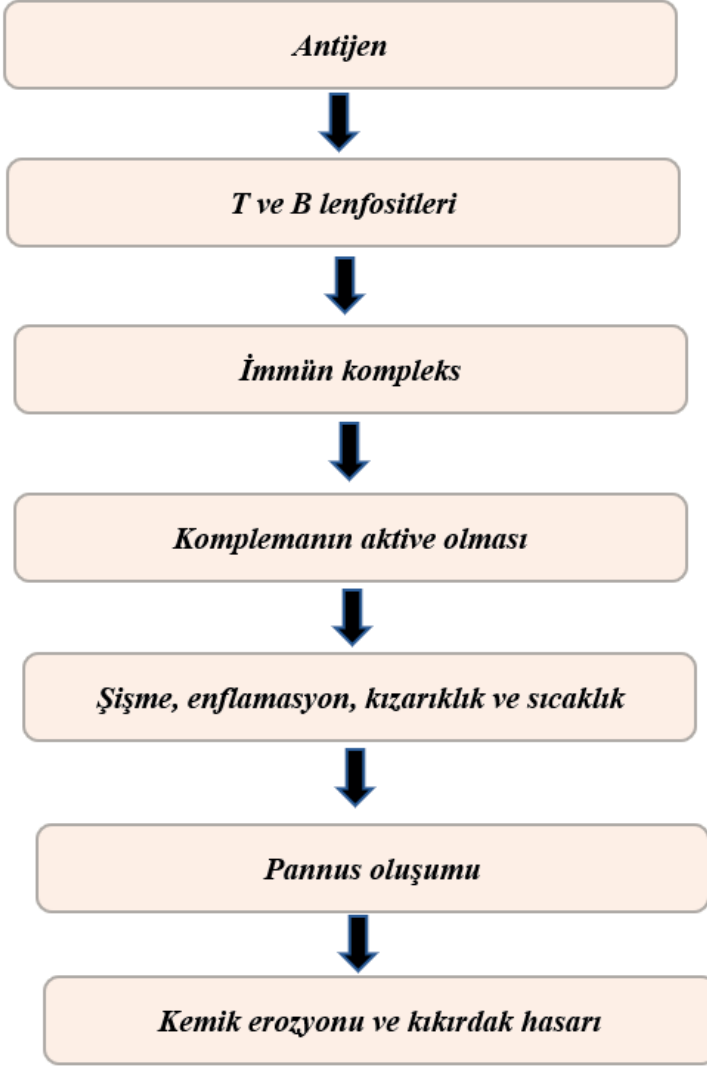 Antijen
T ve B lenfositleri
İmmün kompleks
Komplemanın aktive olması
Şişme, enflamasyon, kızarıklık ve sıcaklık
Pannus oluşumu
Kemik erozyonu ve kıkırdak hasarı